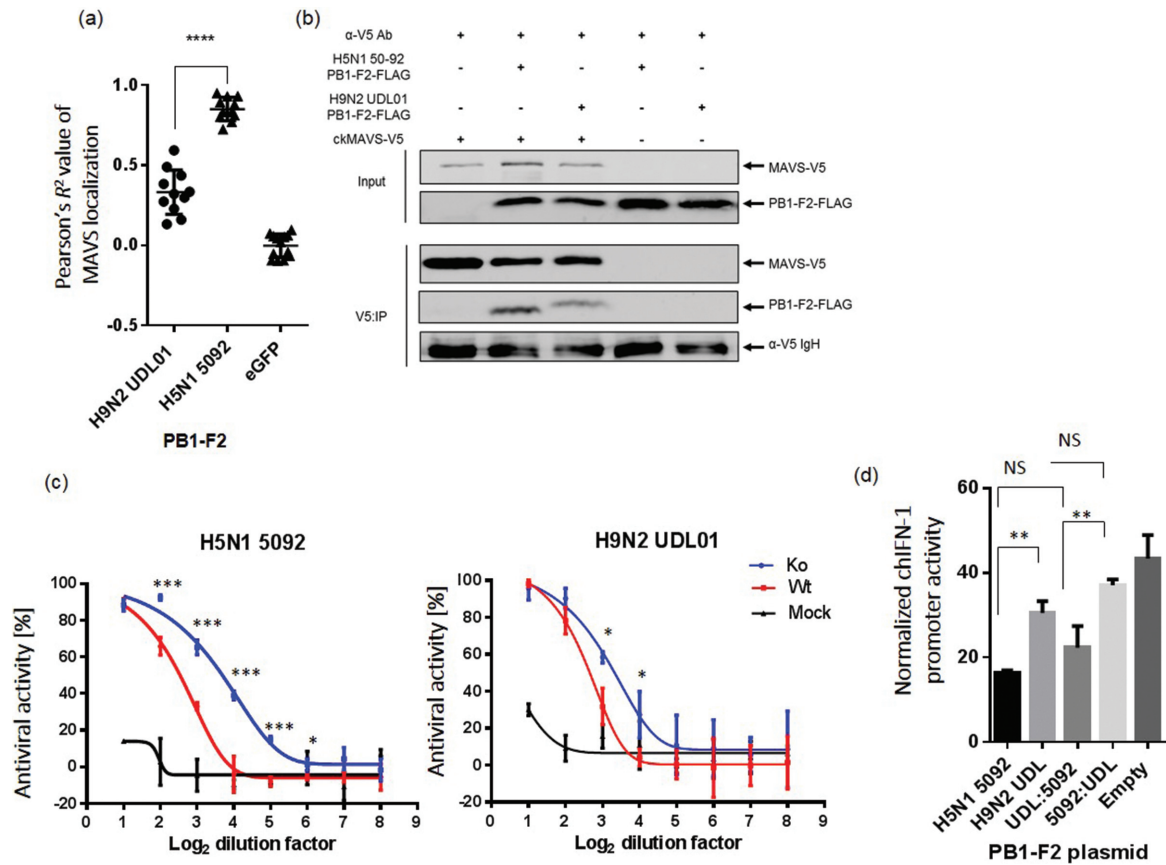 (a)
****
1.0
0.5
0.0
-0.5
Pearson's R² value of
MAVS localization
H9N2 UDL01
H5N1 5092
eGFP
PB1-F2
(b)
α-V5 Ab + + + + +
H5N1 50-92
PB1-F2-FLAG - + - + -
H9N2 UDL01
PB1-F2-FLAG - - + - +
ckMAVS-V5 + + + - -
Input
MAVS-V5
PB1-F2-FLAG
V5:IP
MAVS-V5
PB1-F2-FLAG
α-V5 IgH
(c)
H5N1 5092
Antiviral activity [%]
100
80
60
40
20
0
-20
*** *** *** *** *
0 1 2 3 4 5 6 7 8 9
Log₂ dilution factor
H9N2 UDL01
Ko
Wt
Mock
Antiviral activity [%]
100
80
60
40
20
0
-20
* *
0 1 2 3 4 5 6 7 8 9
Log₂ dilution factor
(d)
NS
NS
**
**
60
40
20
0
Normalized chIFN-1
promoter activity
H5N1 5092
H9N2 UDL
UDL:5092
5092:UDL
Empty
PB1-F2 plasmid